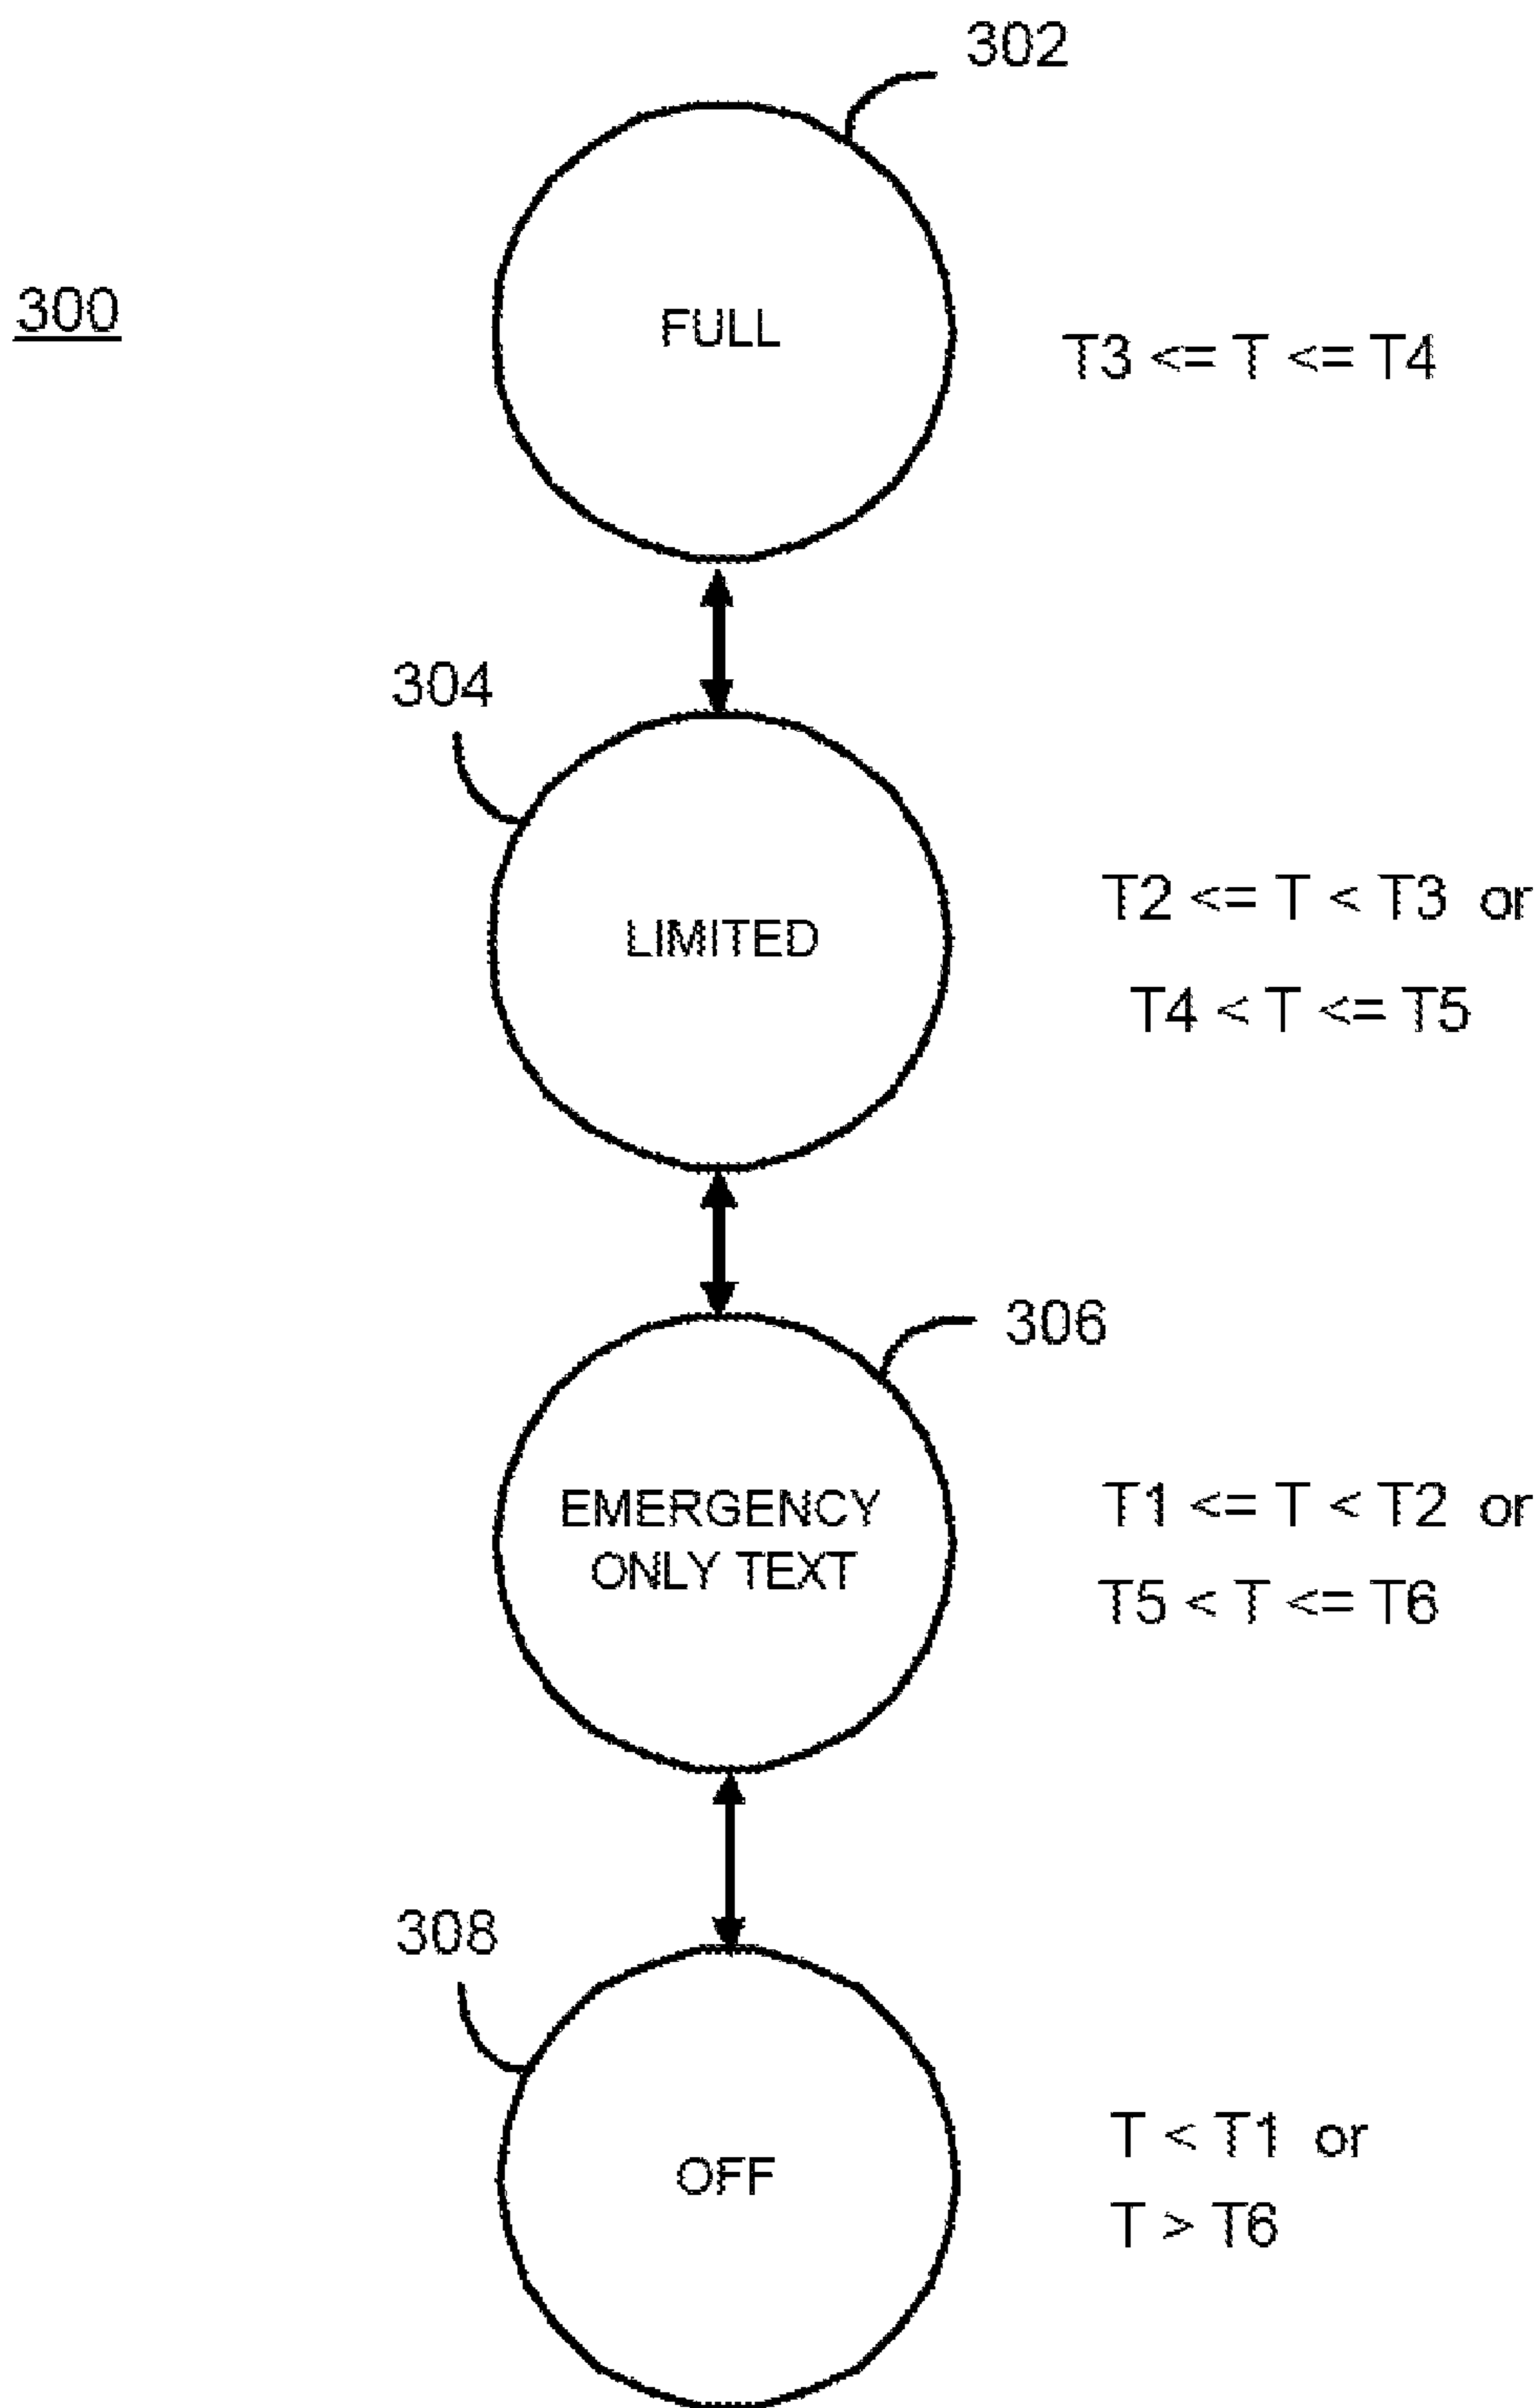 302
300
FULL
T3 <= T <= T4
304
LIMITED
T2 <= T < T3 or
T4 < T <= T5
306
EMERGENCY
ONLY TEXT
T1 <= T < T2 or
T5 < T <= T6
308
OFF
T < T1 or
T > T6